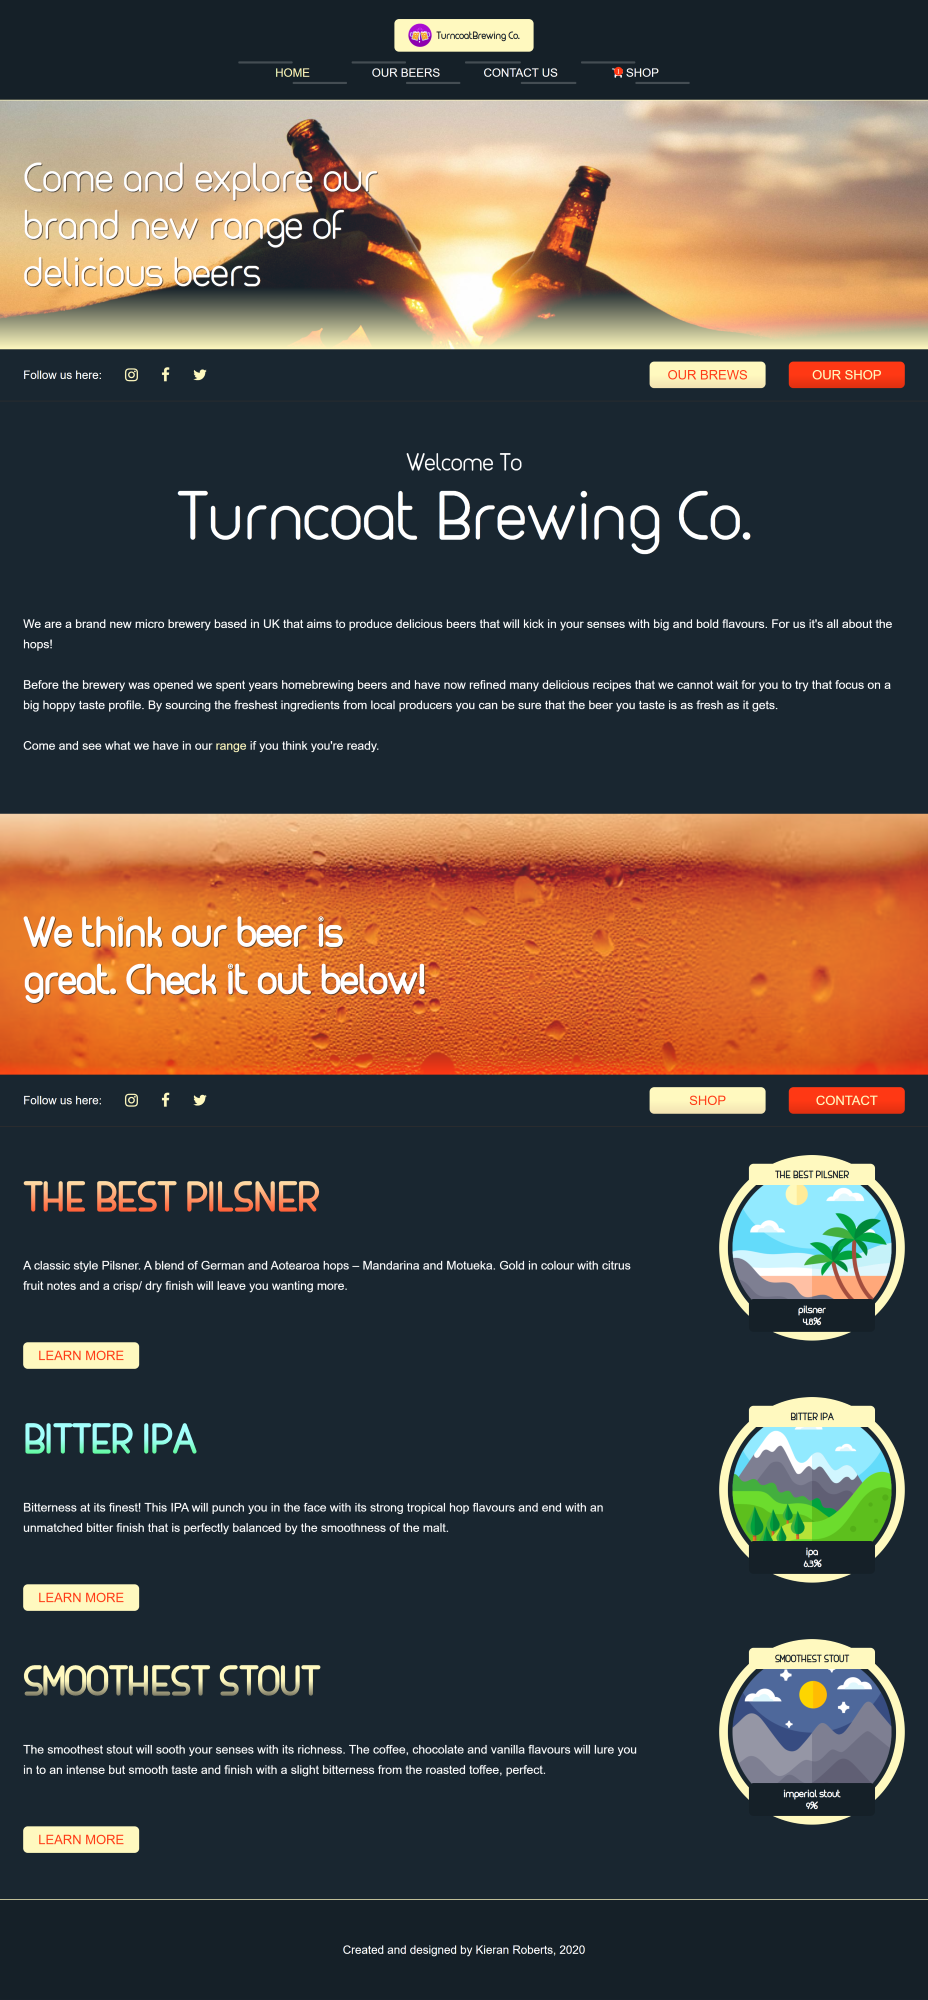 TurncoatBrewing Co.
HOME OUR BEERS CONTACT US 1 SHOP
Come and explore our
brand new range of
delicious beers
Follow us here: OUR BREWS OUR SHOP
Welcome To
Turncoat Brewing Co.
We are a brand new micro brewery based in UK that aims to produce delicious beers that will kick in your senses with big and bold flavours. For us it's all about the
hops!
Before the brewery was opened we spent years homebrewing beers and have now refined many delicious recipes that we cannot wait for you to try that focus on a
big hoppy taste profile. By sourcing the freshest ingredients from local producers you can be sure that the beer you taste is as fresh as it gets.
Come and see what we have in our range if you think you're ready.
We think our beer is
great. Check it out below!
Follow us here: SHOP CONTACT
THE BEST PILSNER
A classic style Pilsner. A blend of German and Aotearoa hops – Mandarina and Motueka. Gold in colour with citrus
fruit notes and a crisp/ dry finish will leave you wanting more.
LEARN MORE
THE BEST PILSNER
pilsner
4.8%
BITTER IPA
Bitterness at its finest! This IPA will punch you in the face with its strong tropical hop flavours and end with an
unmatched bitter finish that is perfectly balanced by the smoothness of the malt.
LEARN MORE
BITTER IPA
ipa
6.3%
SMOOTHEST STOUT
The smoothest stout will sooth your senses with its richness. The coffee, chocolate and vanilla flavours will lure you
in to an intense but smooth taste and finish with a slight bitterness from the roasted toffee, perfect.
LEARN MORE
SMOOTHEST STOUT
imperial stout
9%
Created and designed by Kieran Roberts, 2020